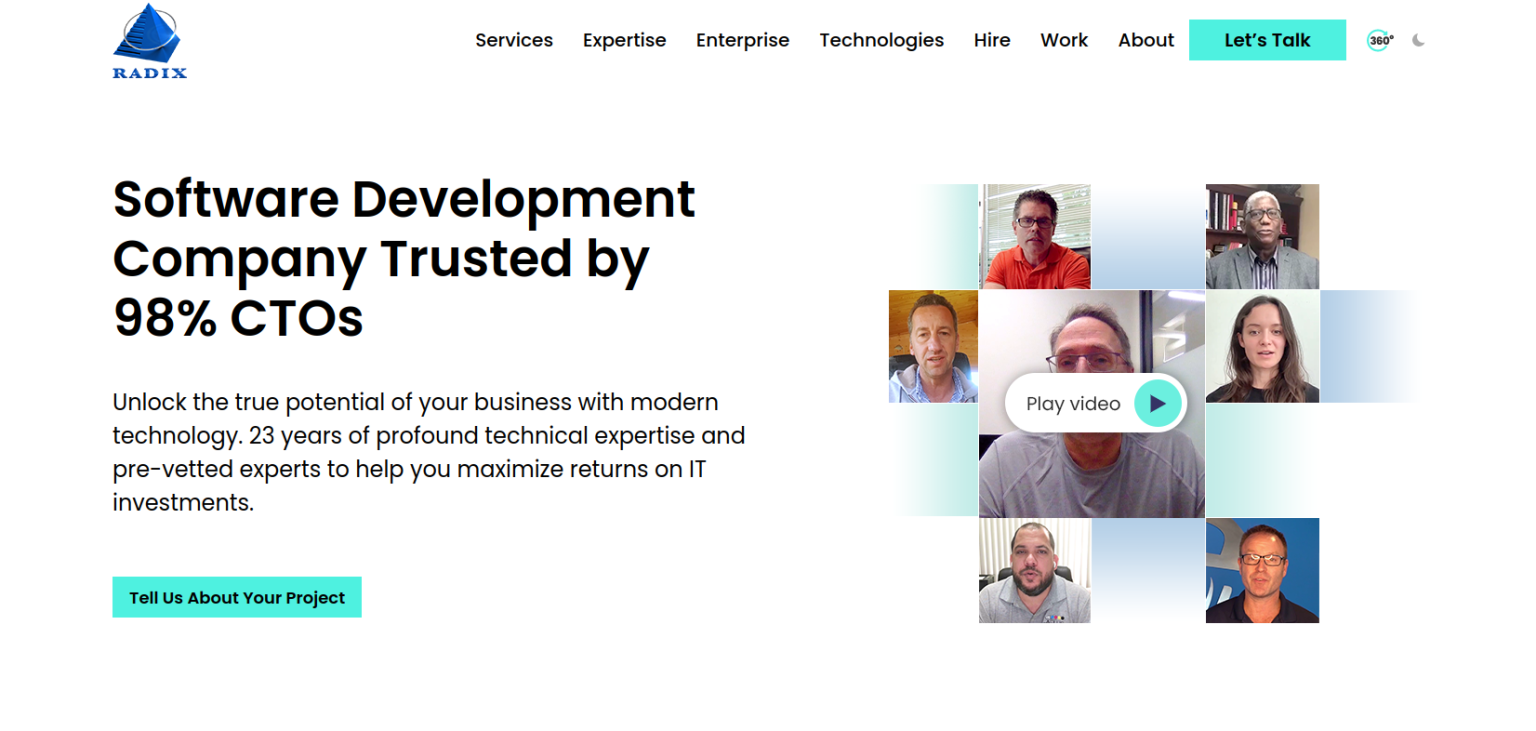 RADIX
Services Expertise Enterprise Technologies Hire Work About Let’s Talk 360°
Software Development
Company Trusted by
98% CTOs
Unlock the true potential of your business with modern
technology. 23 years of profound technical expertise and
pre-vetted experts to help you maximize returns on IT
investments.
Play video
Tell Us About Your Project